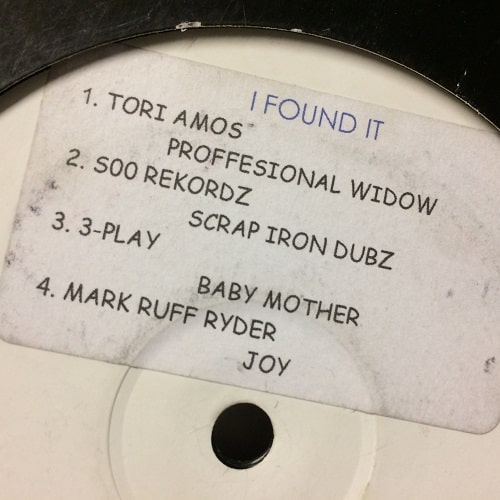 I FOUND IT
1. TORI AMOS
PROFFESIONAL WIDOW
2. SOO REKORDZ
SCRAP IRON DUBZ
3. 3-PLAY
BABY MOTHER
4. MARK RUFF RYDER
JOY